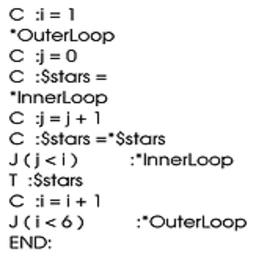 C :i = 1
*OuterLoop
C :j = 0
C :$stars =
*InnerLoop
C :j = j + 1
C :$stars =*$stars
J ( j < i ) :*InnerLoop
T :$stars
C :i = i + 1
J ( i < 6 ) :*OuterLoop
END: